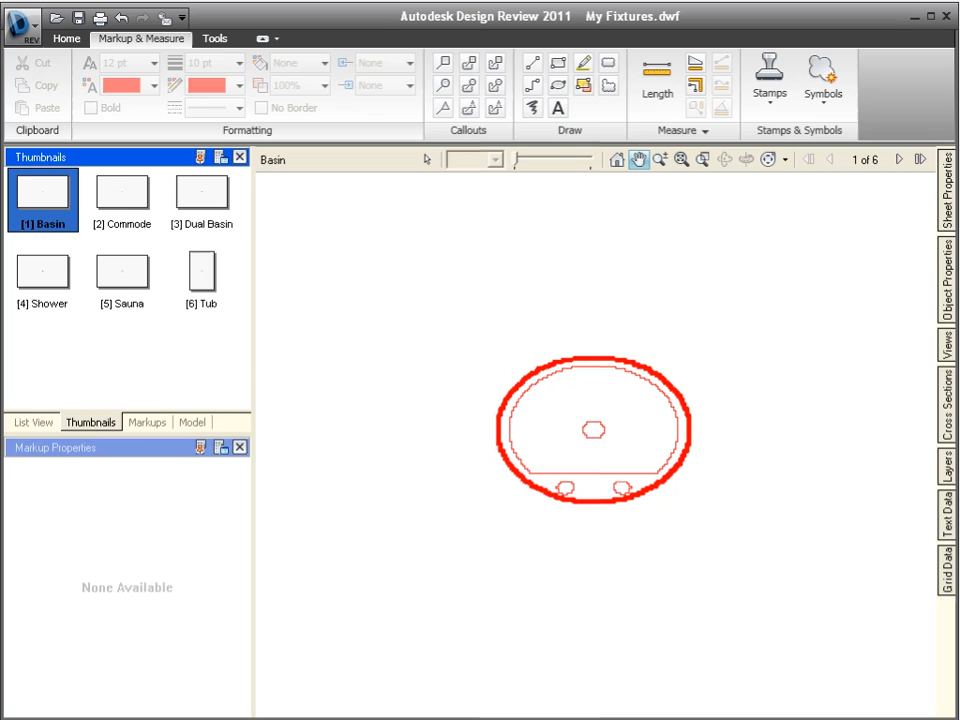 Autodesk Design Review 2011 My Fixtures.dwf
REV
Home Markup & Measure Tools
Cut
Copy
Paste
Clipboard
A 12 pt
10 pt
None
None
A
100%
None
Bold
No Border
Formatting
Callouts
A
Draw
Length
Measure
Stamps
Symbols
Stamps & Symbols
Thumbnails
[1] Basin
[2] Commode
[3] Dual Basin
[4] Shower
[5] Sauna
[6] Tub
List View Thumbnails Markups Model
Markup Properties
None Available
Basin
1 of 6
Sheet Properties
Object Properties
Views
Cross Sections
Layers
Text Data
Grid Data